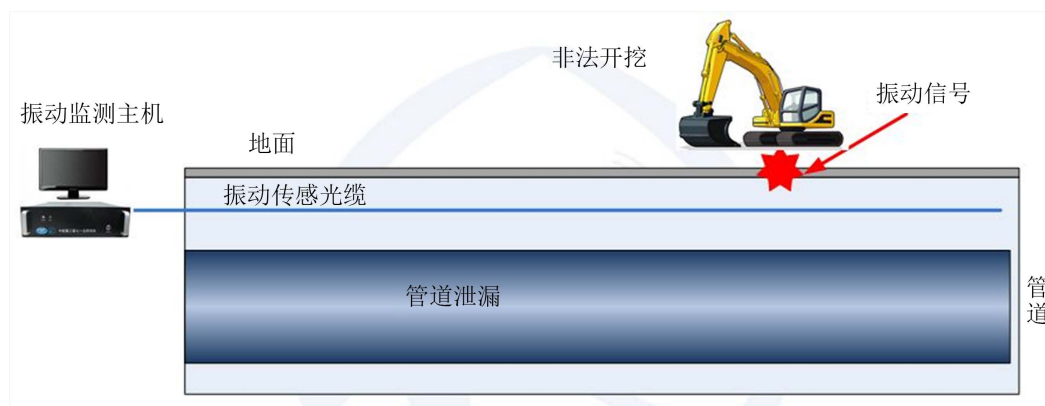 非法开挖
振动信号
振动监测主机
地面
振动传感光缆
管道泄漏
管
道